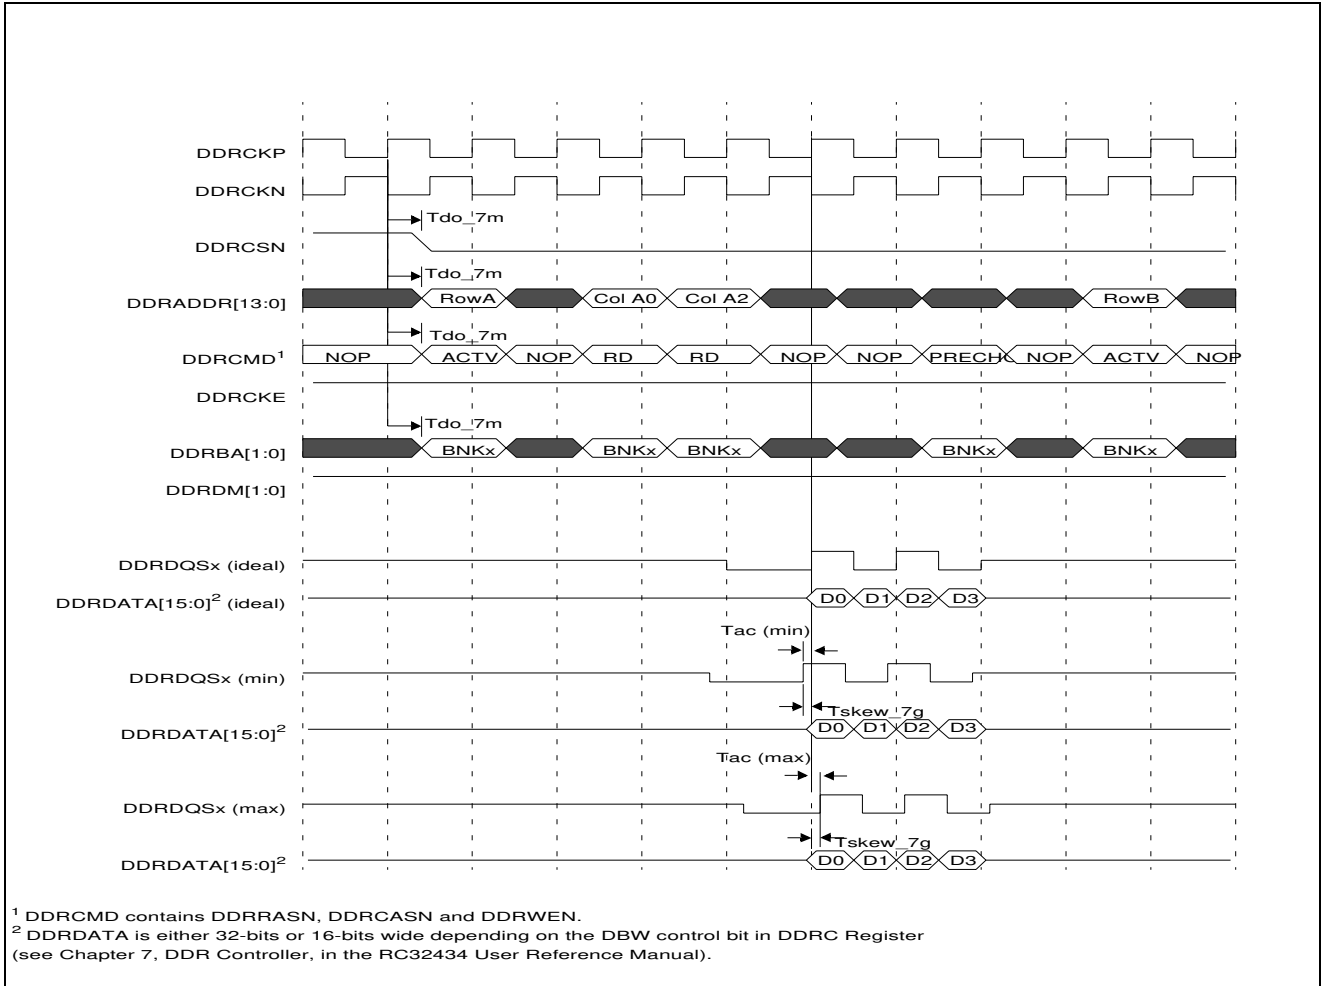 DDRCKP
DDRCKN
Tdo_7m
DDRCSN
Tdo_7m
DDRADDR[13:0] RowA Col A0 Col A2 RowB
Tdo_7m
DDRCMD1 NOP ACTV NOP RD RD NOP NOP PRECHG NOP ACTV NOP
DDRCKE
Tdo_7m
DDRBA[1:0] BNKx BNKx BNKx BNKx BNKx
DDRDM[1:0]
DDRDQSx (ideal)
DDRDATA[15:0]2 (ideal) D0 D1 D2 D3
Tac (min)
DDRDQSx (min)
Tskew_7g
DDRDATA[15:0]2 D0 D1 D2 D3
Tac (max)
DDRDQSx (max)
Tskew_7g
DDRDATA[15:0]2 D0 D1 D2 D3
1 DDRCMD contains DDRRASN, DDRCASN and DDRWEN.
2 DDRDATA is either 32-bits or 16-bits wide depending on the DBW control bit in DDRC Register
(see Chapter 7, DDR Controller, in the RC32434 User Reference Manual).